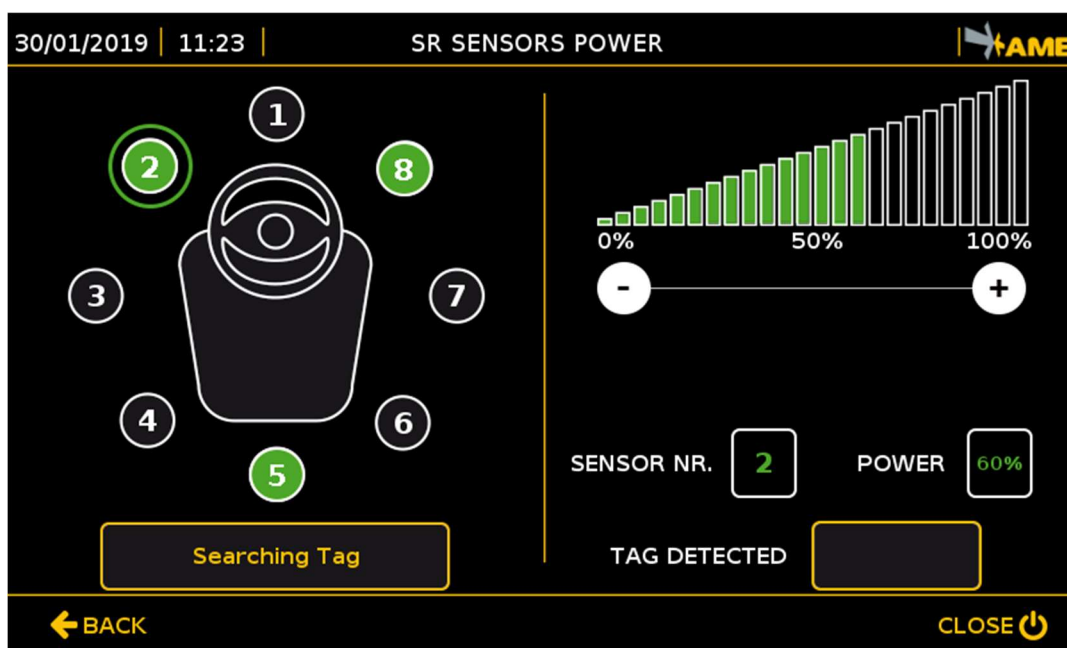 30/01/2019 11:23 SR SENSORS POWER AME
1
2 8
3 7
4 6
5
Searching Tag
0% 50% 100%
- +
SENSOR NR. 2 POWER 60%
TAG DETECTED
BACK CLOSE